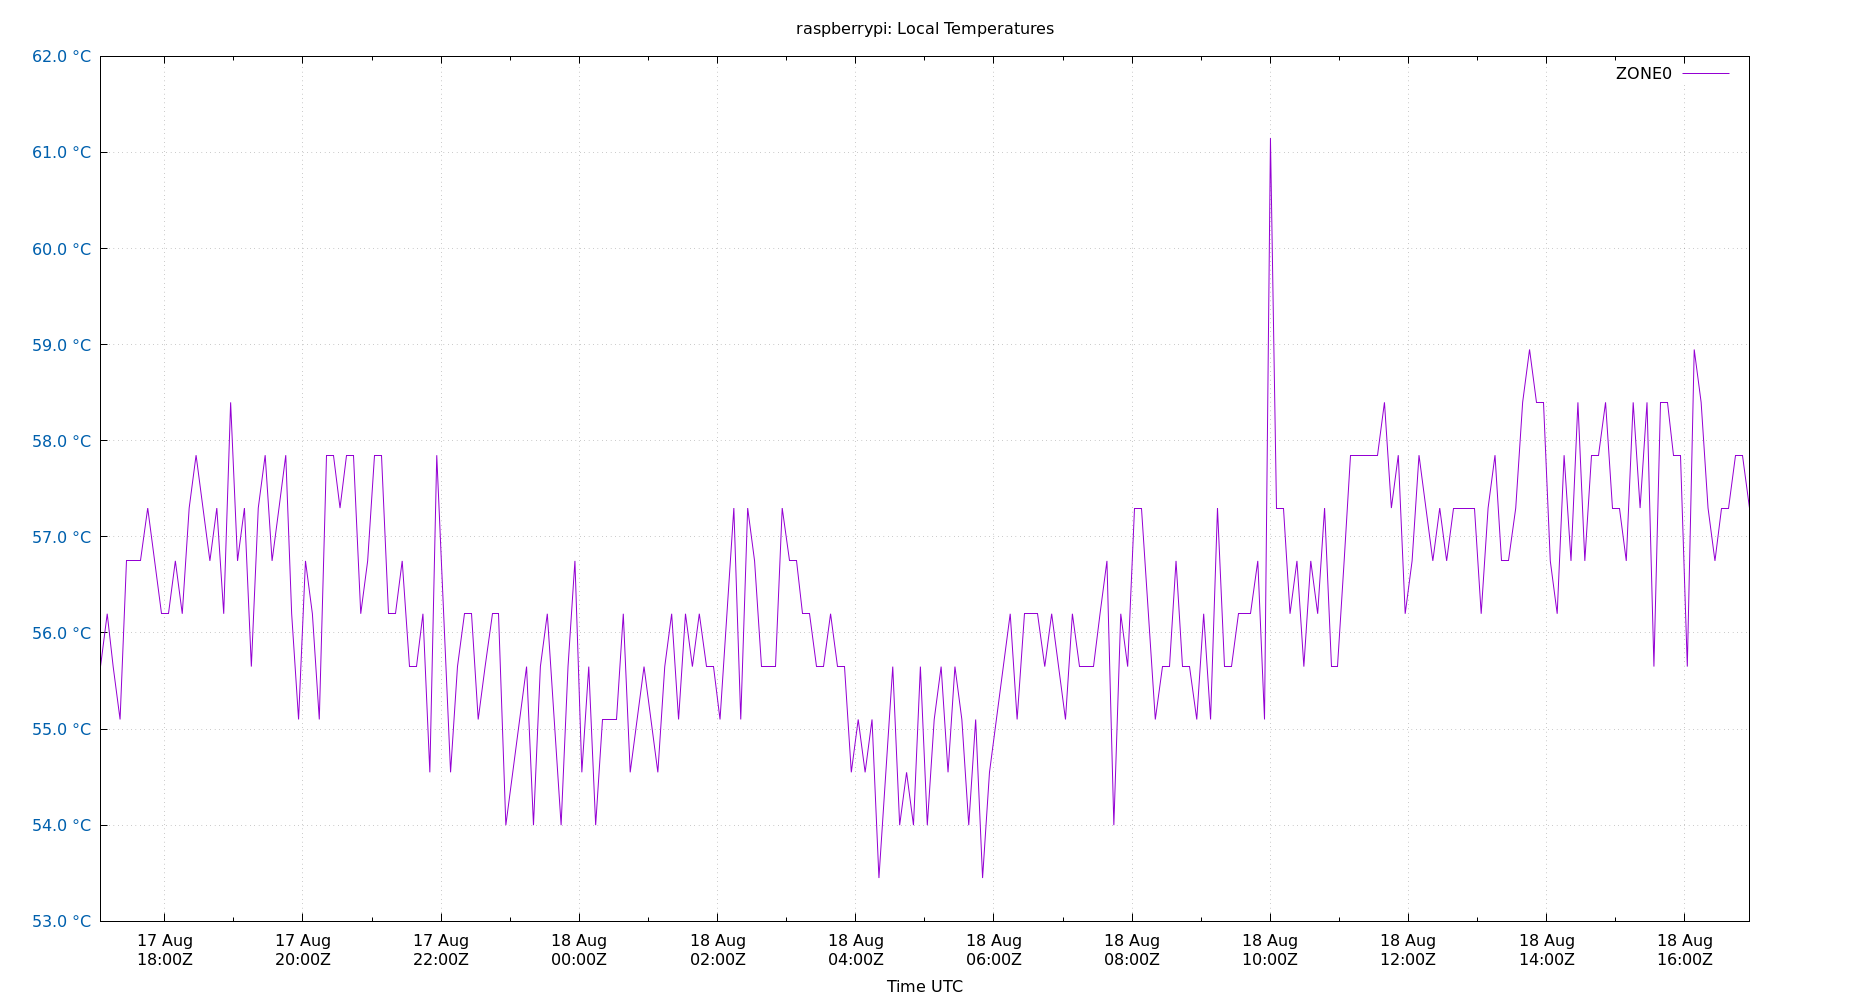 raspberrypi: Local Temperatures
62.0 °C
ZONE0
61.0 °C
60.0 °C
59.0 °C
58.0 °C
57.0 °C
56.0 °C
55.0 °C
54.0 °C
53.0 °C
17 Aug 17 Aug 17 Aug 18 Aug 18 Aug 18 Aug 18 Aug 18 Aug 18 Aug 18 Aug 18 Aug 18 Aug
18:00Z 20:00Z 22:00Z 00:00Z 02:00Z 04:00Z 06:00Z 08:00Z 10:00Z 12:00Z 14:00Z 16:00Z
Time UTC